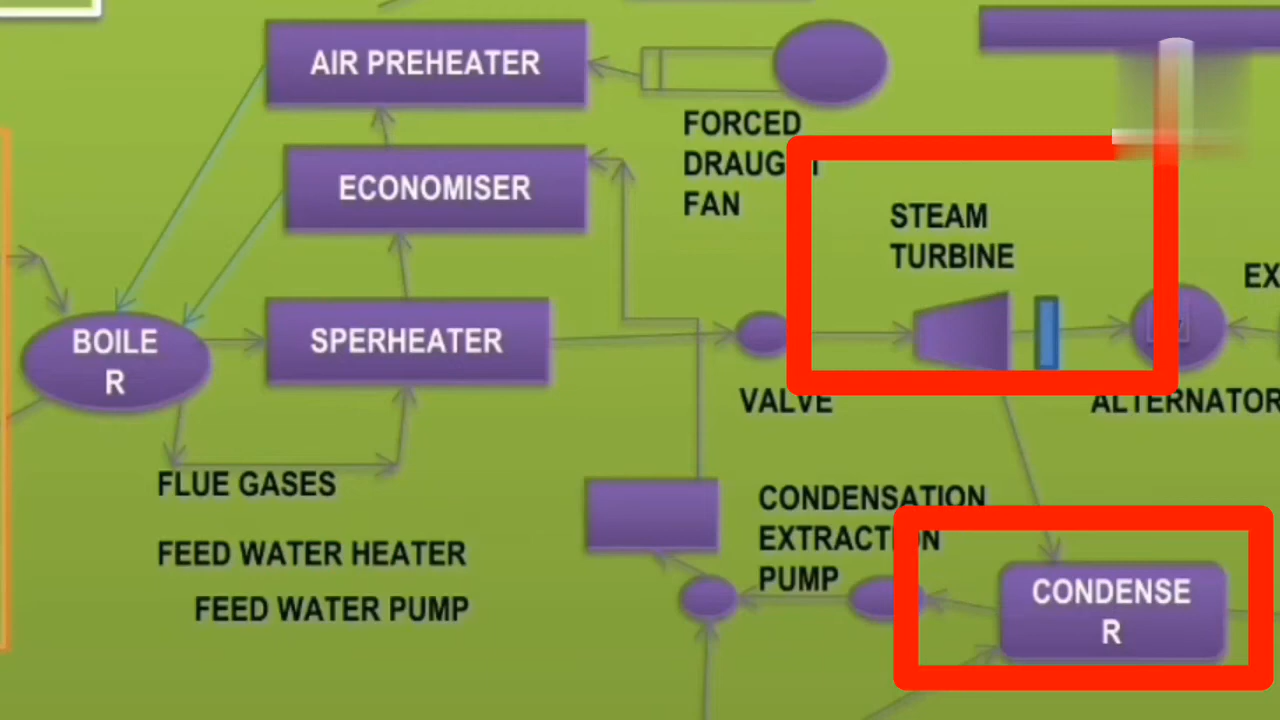 AIR PREHEATER
FORCED
DRAUGHT
FAN
ECONOMISER
STEAM
TURBINE
EX
BOILE
R
SPERHEATER
VALVE
ALTERNATOR
FLUE GASES
CONDENSATION
EXTRACTION
PUMP
FEED WATER HEATER
FEED WATER PUMP
CONDENSE
R